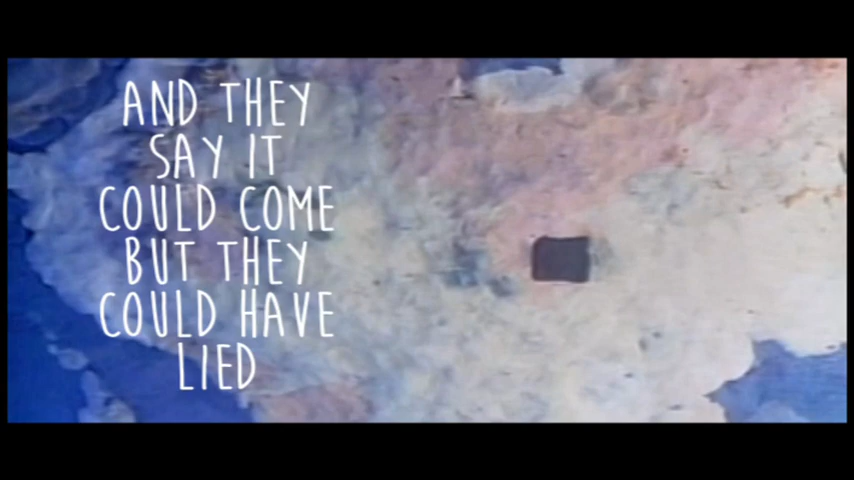 AND THEY
SAY IT
COULD COME
BUT THEY
COULD HAVE
LIED